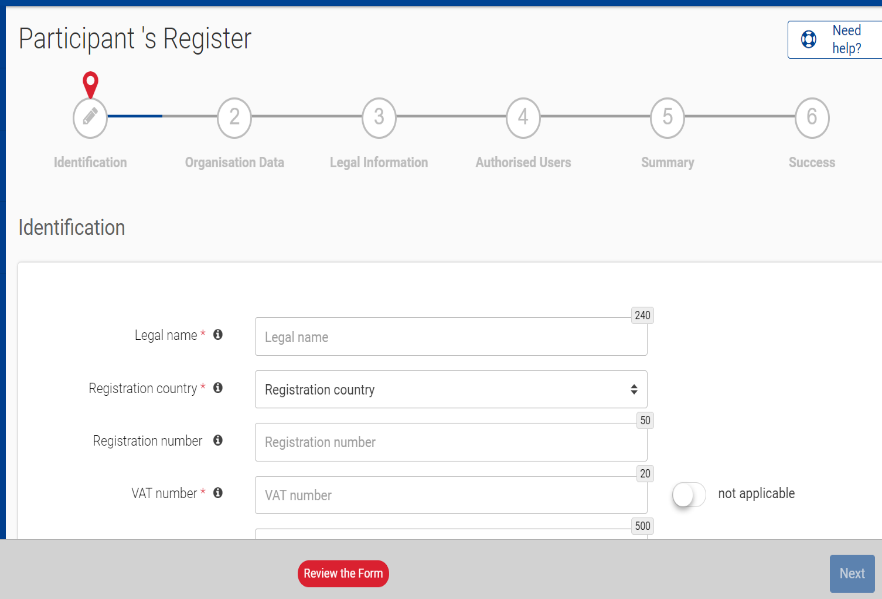 Participant 's Register
Need
help?
2
3
4
5
6
Identification
Organisation Data
Legal Information
Authorised Users
Summary
Success
Identification
240
Legal name *
Legal name
Registration country *
Registration country
50
Registration number
Registration number
20
VAT number *
VAT number
not applicable
500
Review the Form
Next